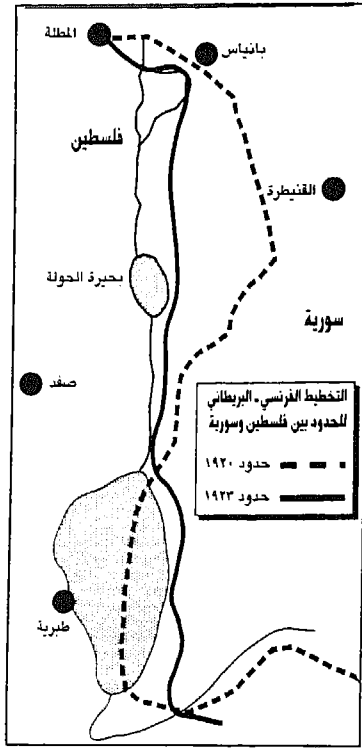 المطلة
بانياس
فلسطين
القنيطرة
بحيرة الحولة
سورية
صفد
التخطيط الفرنسي - البريطاني
للحدود بين فلسطين وسورية
حدود ١٩٢٠
حدود ١٩٢٣
طبرية